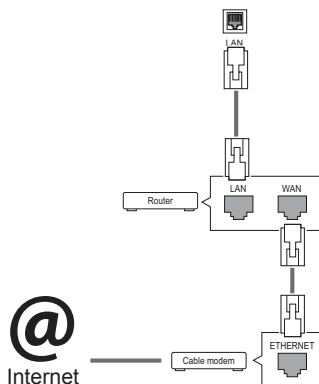 LAN
LAN WAN
Router
ETHERNET
@
Cable modem
Internet